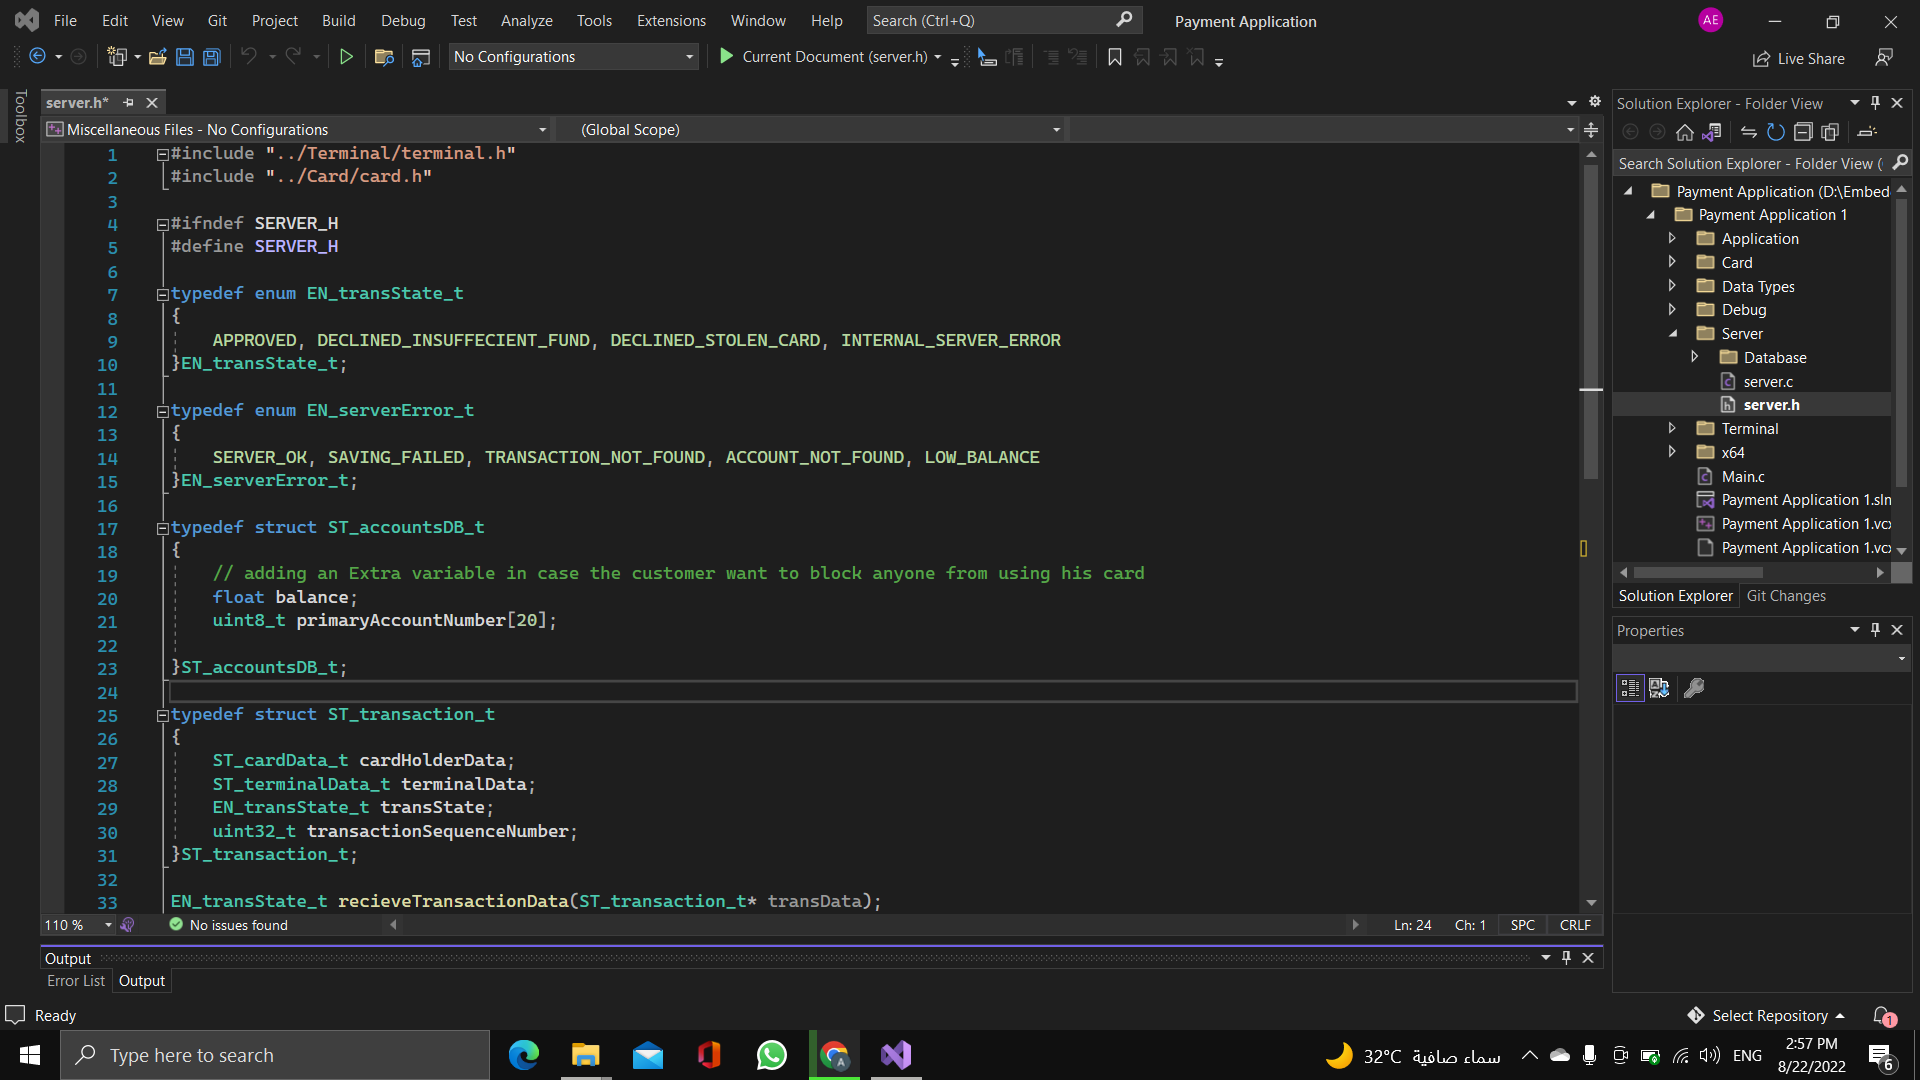 File Edit View Git Project Build Debug Test Analyze Tools Extensions Window Help Search (Ctrl+Q) Payment Application AE
No Configurations Current Document (server.h) Live Share
Toolbox
server.h*
Miscellaneous Files - No Configurations (Global Scope)
1 #include "../Terminal/terminal.h"
2 #include "../Card/card.h"
3
4 #ifndef SERVER_H
5 #define SERVER_H
6
7 typedef enum EN_transState_t
8 {
9 APPROVED, DECLINED_INSUFFECIENT_FUND, DECLINED_STOLEN_CARD, INTERNAL_SERVER_ERROR
10 }EN_transState_t;
11
12 typedef enum EN_serverError_t
13 {
14 SERVER_OK, SAVING_FAILED, TRANSACTION_NOT_FOUND, ACCOUNT_NOT_FOUND, LOW_BALANCE
15 }EN_serverError_t;
16
17 typedef struct ST_accountsDB_t
18 {
19 // adding an Extra variable in case the customer want to block anyone from using his card
20 float balance;
21 uint8_t primaryAccountNumber[20];
22
23 }ST_accountsDB_t;
24
25 typedef struct ST_transaction_t
26 {
27 ST_cardData_t cardHolderData;
28 ST_terminalData_t terminalData;
29 EN_transState_t transState;
30 uint32_t transactionSequenceNumber;
31 }ST_transaction_t;
32
33 EN_transState_t recieveTransactionData(ST_transaction_t* transData);
110 % No issues found Ln: 24 Ch: 1 SPC CRLF
Output
Error List Output
Solution Explorer - Folder View
Search Solution Explorer - Folder View (
Payment Application (D:\Embed
Payment Application 1
Application
Card
Data Types
Debug
Server
Database
server.c
server.h
Terminal
x64
Main.c
Payment Application 1.sln
Payment Application 1.vcx
Payment Application 1.vcx
Solution Explorer Git Changes
Properties
Ready Select Repository 1
Type here to search 32°C سماء صافية ENG 2:57 PM
8/22/2022 6